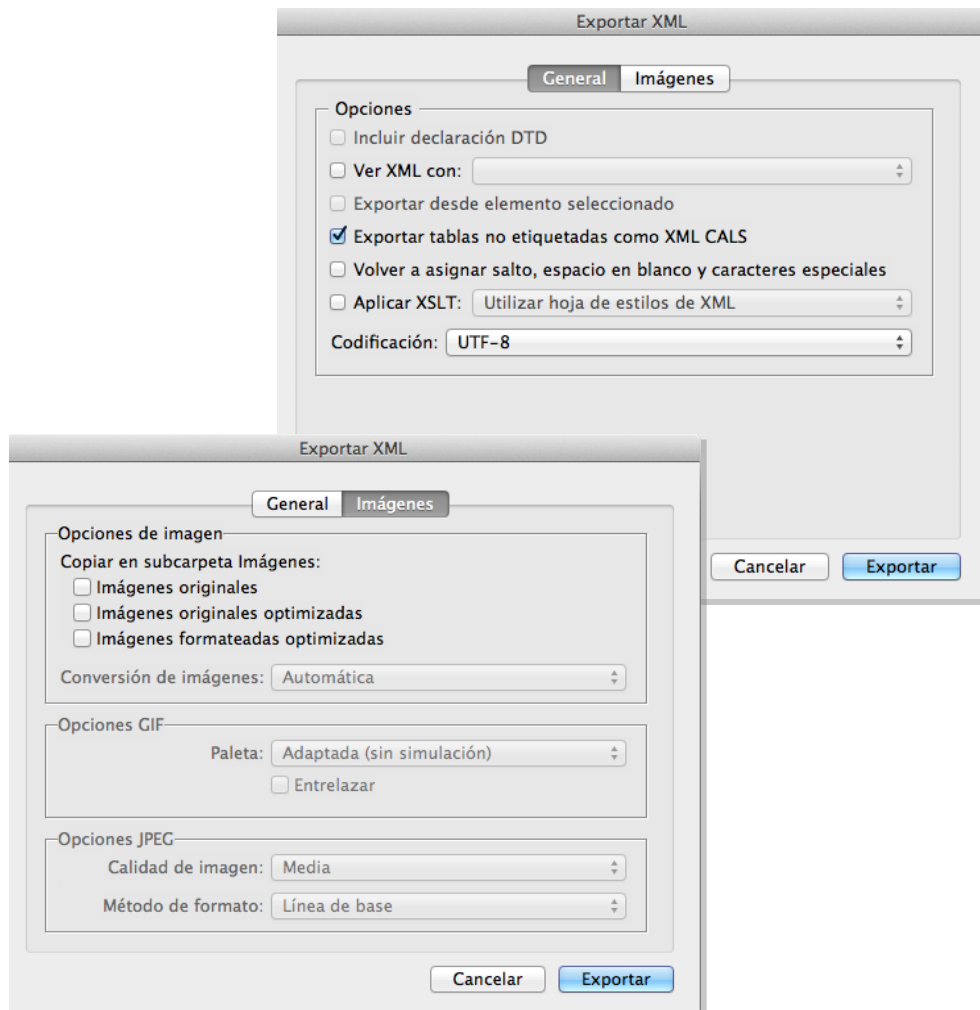 Exportar XML
General Imágenes
Opciones
Incluir declaración DTD
Ver XML con:
Exportar desde elemento seleccionado
Exportar tablas no etiquetadas como XML CALS
Volver a asignar salto, espacio en blanco y caracteres especiales
Aplicar XSLT: Utilizar hoja de estilos de XML
Codificación: UTF-8
Cancelar Exportar
Exportar XML
General Imágenes
Opciones de imagen
Copiar en subcarpeta Imágenes:
Imágenes originales
Imágenes originales optimizadas
Imágenes formateadas optimizadas
Conversión de imágenes: Automática
Opciones GIF
Paleta: Adaptada (sin simulación)
Entrelazar
Opciones JPEG
Calidad de imagen: Media
Método de formato: Línea de base
Cancelar Exportar